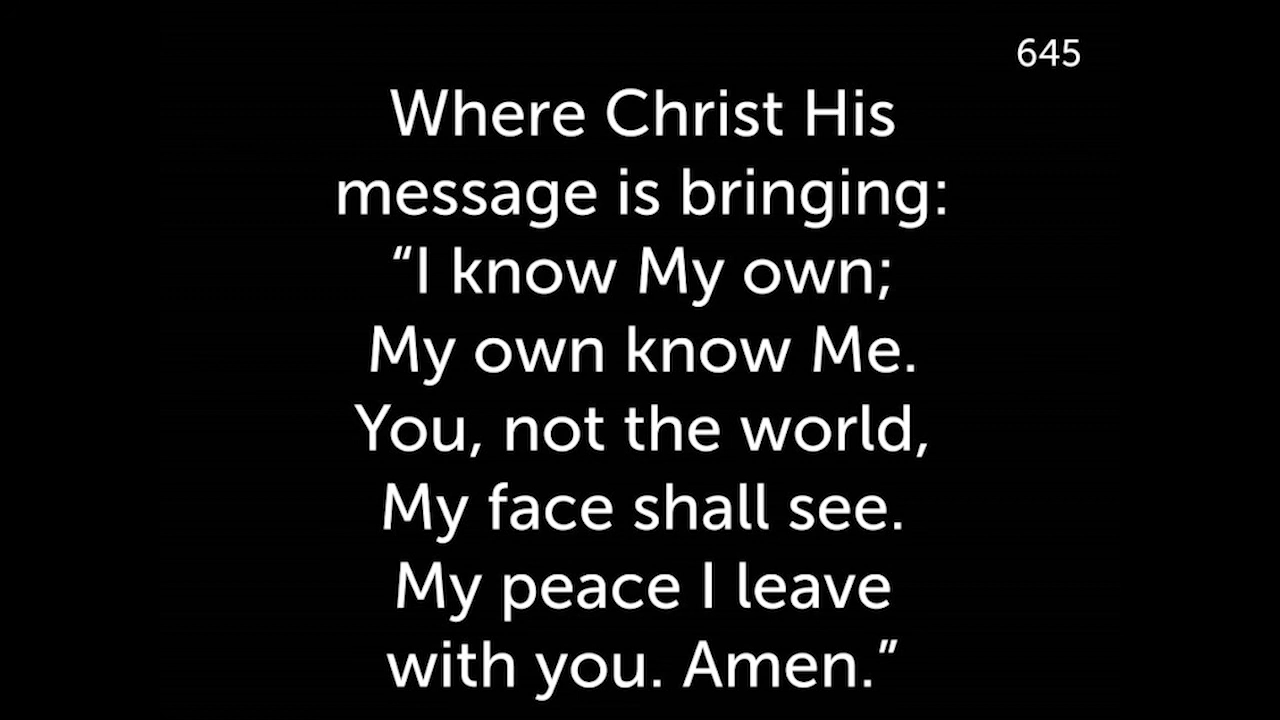 645
Where Christ His
message is bringing:
“I know My own;
My own know Me.
You, not the world,
My face shall see.
My peace I leave
with you. Amen.”